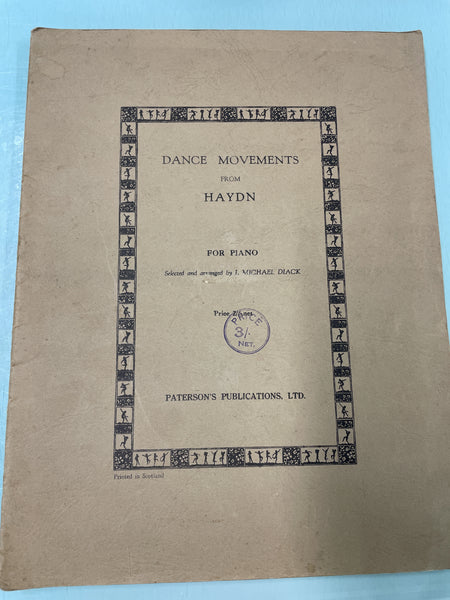 DANCE MOVEMENTS
FROM
HAYDN
FOR PIANO
Selected and arranged by J. MICHAEL DIACK
Price net
PRICE
3/-
NET.
PATERSON'S PUBLICATIONS, LTD.
Printed in Scotland